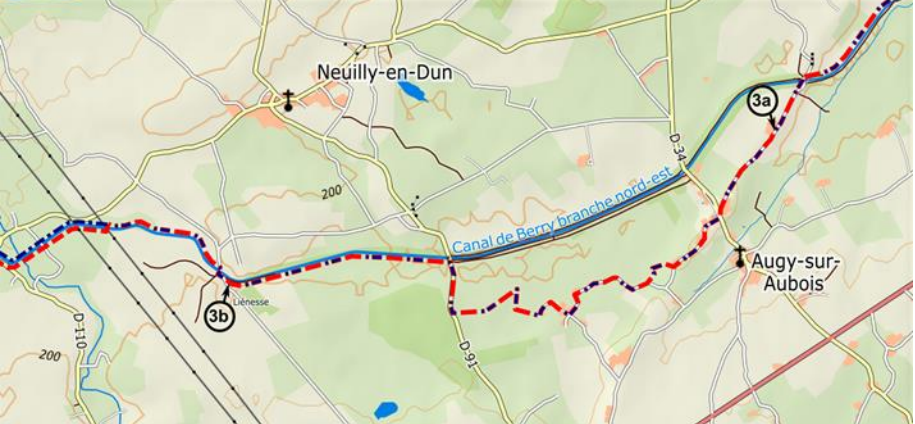 Neuilly-en-Dun
3a
D-34
200
Canal de Berry branche nord-est
Augy-sur-
Aubois
Liénesse
3b
D-110
200
D-91